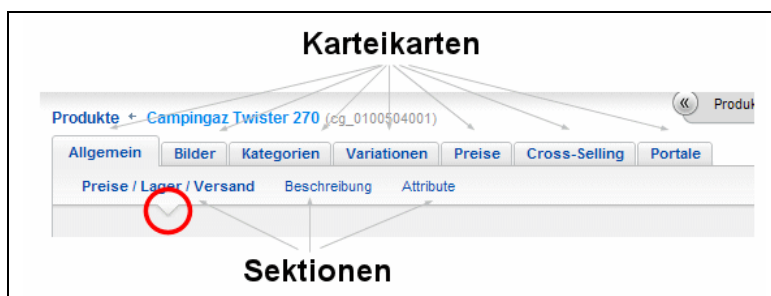 Karteikarten
Produkte ← Campingaz Twister 270 (cg_0100504001)
« Produk
Allgemein Bilder Kategorien Variationen Preise Cross-Selling Portale
Preise / Lager / Versand Beschreibung Attribute
Sektionen